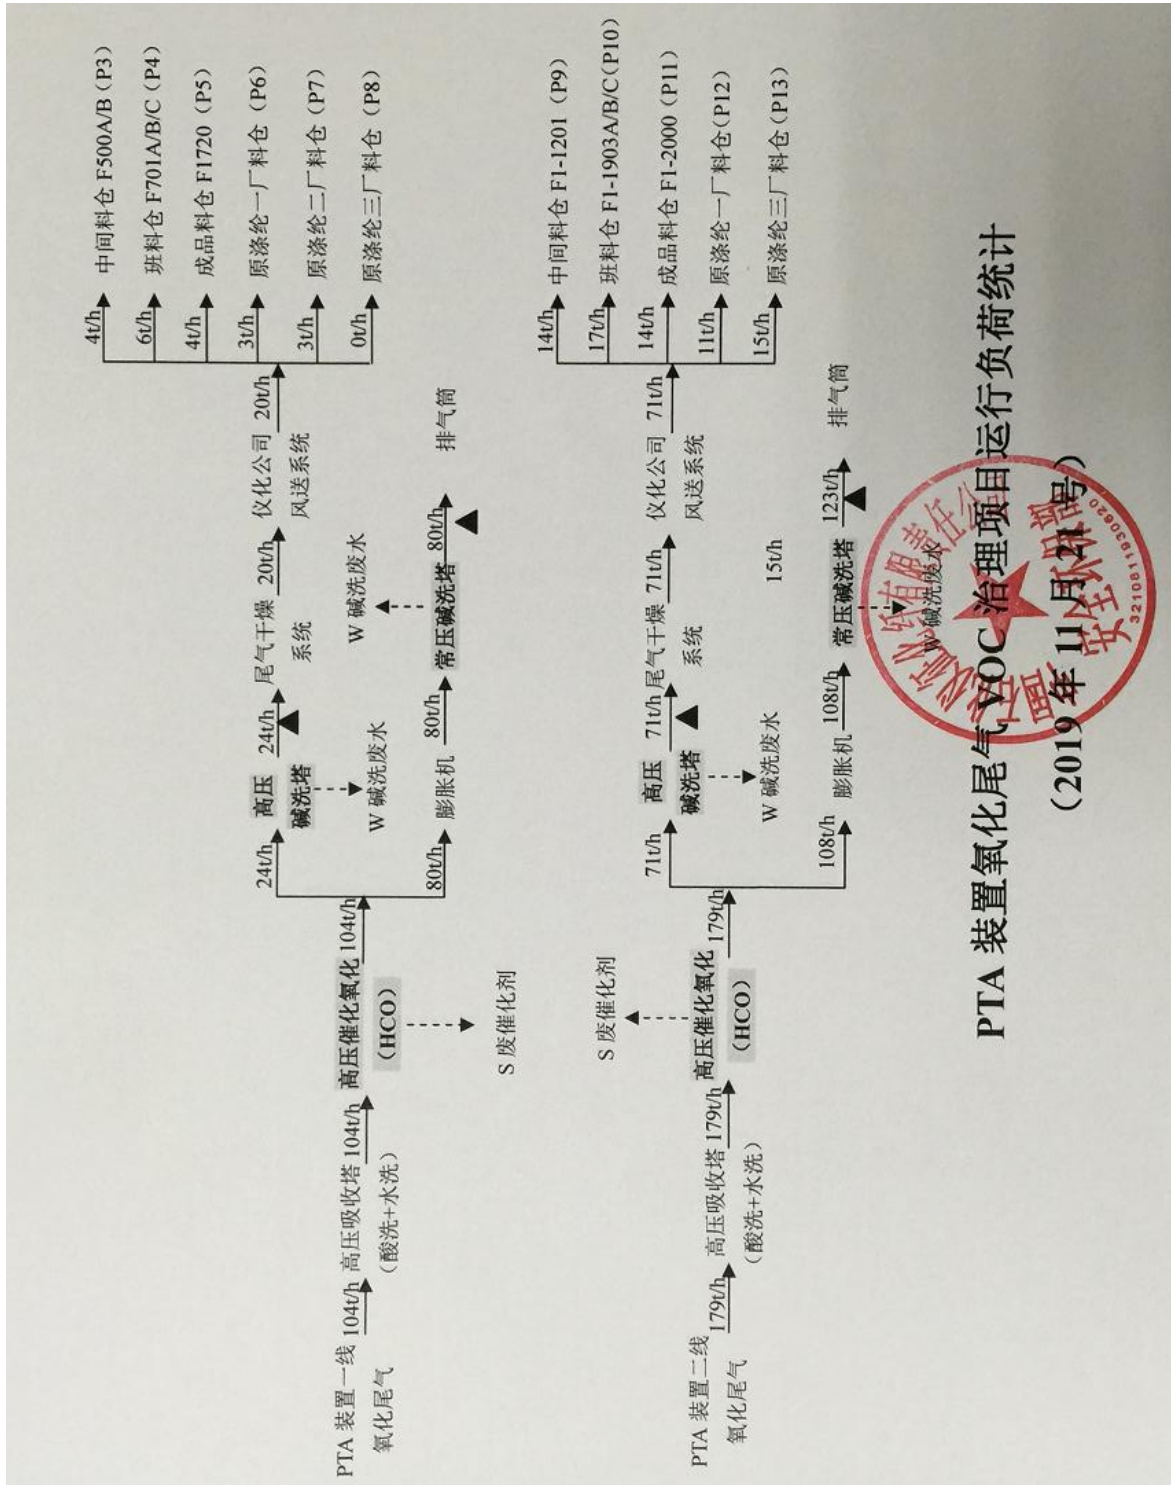 PTA 装置一线
氧化尾气
104t/h
高压吸收塔
（酸洗+水洗）
104t/h
高压催化氧化
（HCO）
S 废催化剂
104t/h
24t/h
高压
碱洗塔
W 碱洗废水
24t/h
尾气干燥
系统
20t/h
仪化公司
风送系统
20t/h
4t/h
中间料仓 F500A/B（P3）
6t/h
班料仓 F701A/B/C（P4）
4t/h
成品料仓 F1720（P5）
3t/h
原涤纶一厂料仓（P6）
3t/h
原涤纶二厂料仓（P7）
0t/h
原涤纶三厂料仓（P8）
80t/h
膨胀机
80t/h
常压碱洗塔
W 碱洗废水
80t/h
排气筒
PTA 装置二线
氧化尾气
179t/h
高压吸收塔
（酸洗+水洗）
179t/h
高压催化氧化
（HCO）
S 废催化剂
179t/h
71t/h
高压
碱洗塔
W 碱洗废水
71t/h
尾气干燥
系统
71t/h
仪化公司
风送系统
71t/h
14t/h
中间料仓 F1-1201（P9）
17t/h
班料仓 F1-1903A/B/C（P10）
14t/h
成品料仓 F1-2000（P11）
11t/h
原涤纶一厂料仓（P12）
15t/h
原涤纶三厂料仓（P13）
15t/h
108t/h
膨胀机
108t/h
常压碱洗塔
W 碱洗废水
123t/h
排气筒
PTA 装置氧化尾气 VOC 治理项目运行负荷统计
（2019 年 11 月 21 号）
安全环保部
3210811930620